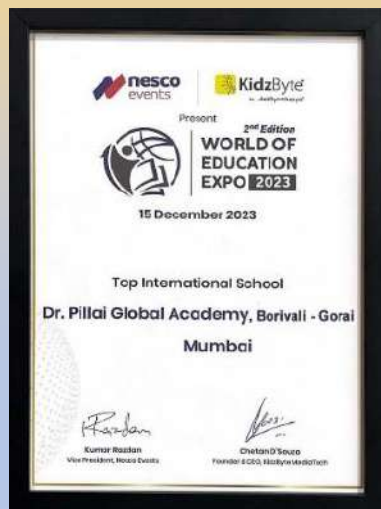 nesco
events
KidzByte
Present
2nd Edition
WORLD OF
EDUCATION
EXPO 2023
15 December 2023
Top International School
Dr. Pillai Global Academy, Borivali - Gorai
Mumbai
Kumar Razdan
Vice President, Nesco Events
Chetan D'Souza
Founder & CEO, KidzByte MediaTech